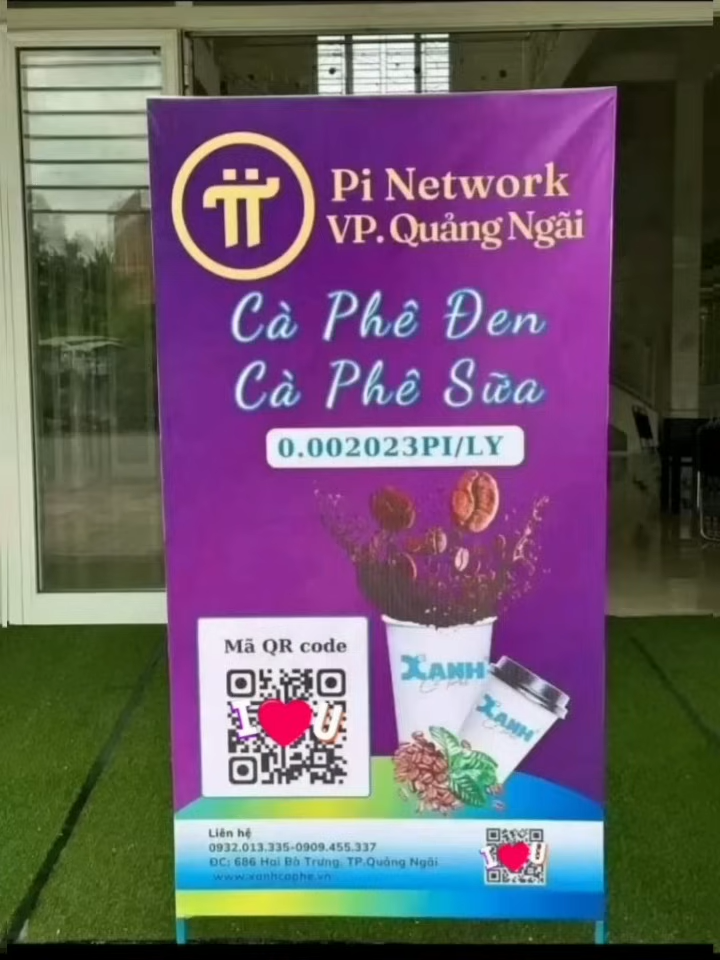 Pi Network
VP. Quảng Ngãi
Cà Phê Đen
Cà Phê Sữa
0.002023PI/LY
XANH
XANH
Mã QR code
I ❤ U
Liên hệ
0932.013.335-0909.455.337
ĐC: 686 Hai Bà Trưng. TP.Quảng Ngãi
www.xanhcaphe.vn
I ❤ U